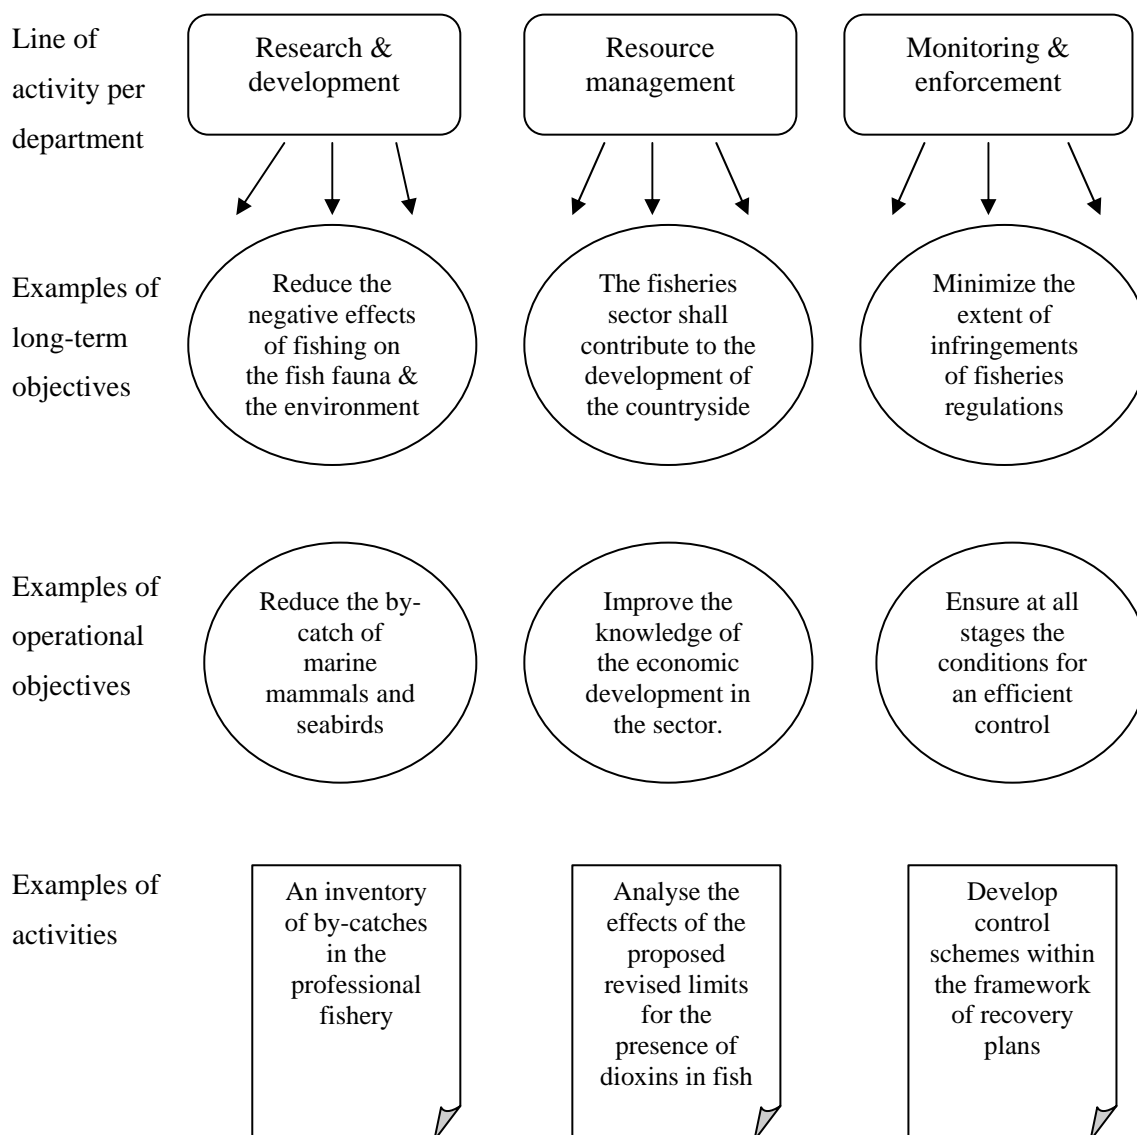 Line of
activity per
department
Research &
development
Resource
management
Monitoring &
enforcement
Examples of
long-term
objectives
Reduce the
negative effects
of fishing on
the fish fauna &
the environment
The fisheries
sector shall
contribute to the
development of
the countryside
Minimize the
extent of
infringements
of fisheries
regulations
Examples of
operational
objectives
Reduce the by-
catch of
marine
mammals and
seabirds
Improve the
knowledge of
the economic
development in
the sector.
Ensure at all
stages the
conditions for
an efficient
control
Examples of
activities
An inventory
of by-catches
in the
professional
fishery
Analyse the
effects of the
proposed
revised limits
for the
presence of
dioxins in fish
Develop
control
schemes within
the framework
of recovery
plans